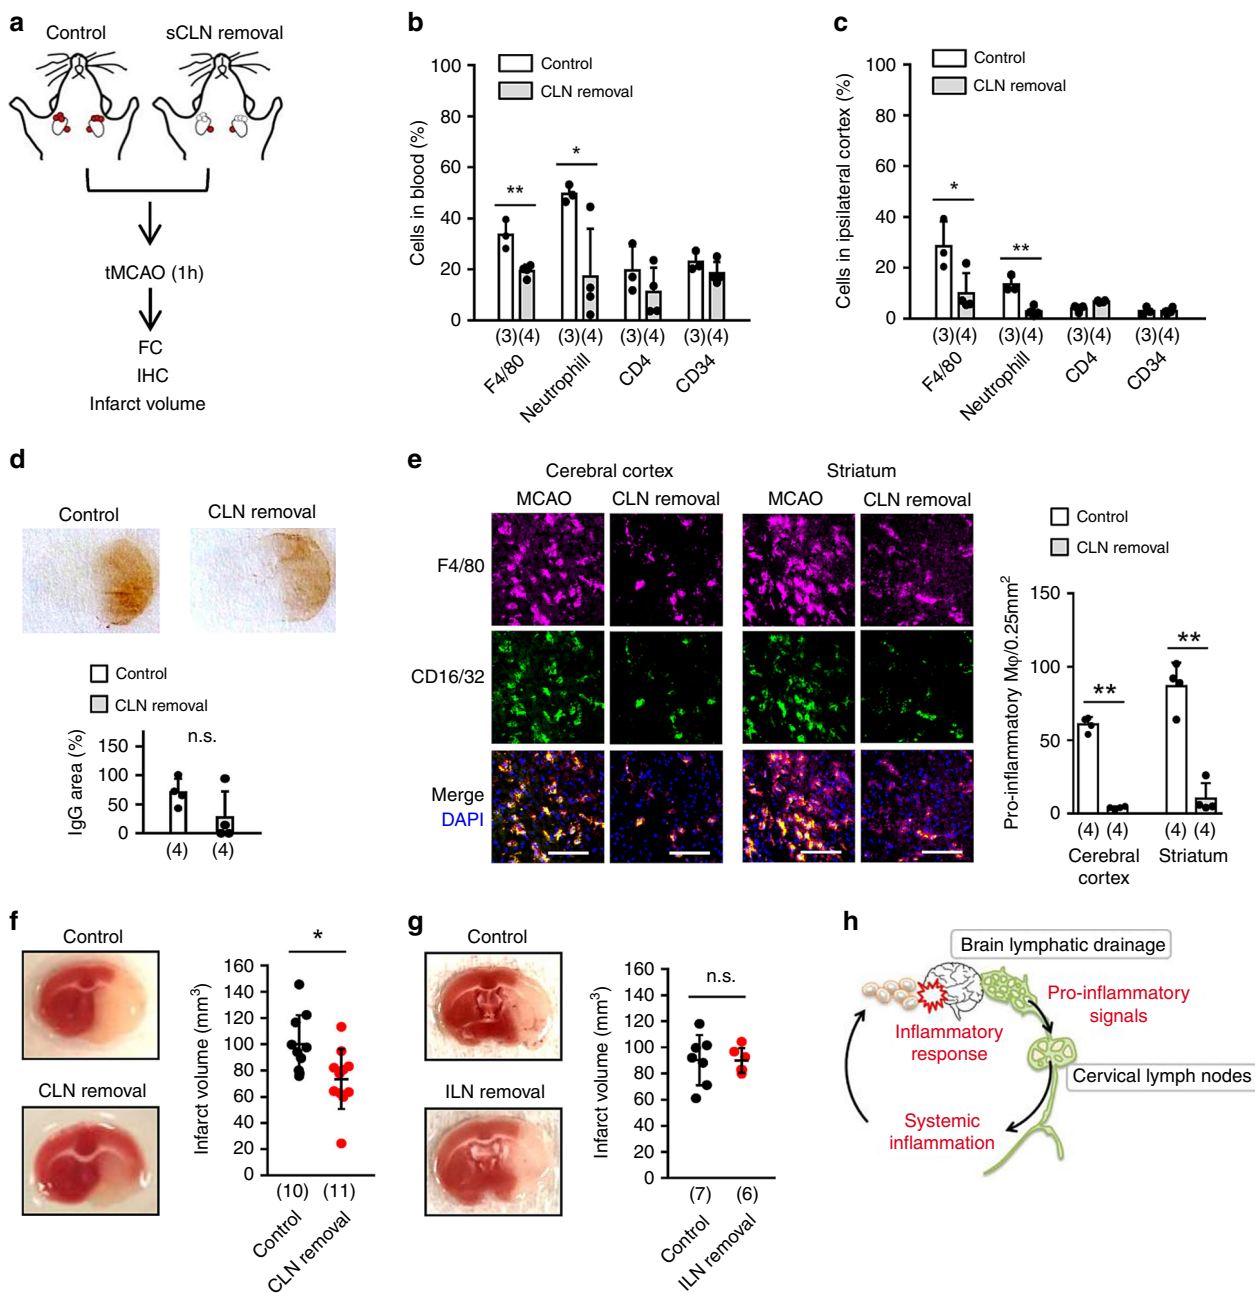 a
Control
sCLN removal
tMCAO (1h)
FC
IHC
Infarct volume
b
Control
CLN removal
Cells in blood (%)
100
80
60
40
20
0
**
*
(3)(4)
(3)(4)
(3)(4)
(3)(4)
F4/80
Neutrophill
CD4
CD34
c
Control
CLN removal
Cells in ipsilateral cortex (%)
100
80
60
40
20
0
*
**
(3)(4)
(3)(4)
(3)(4)
(3)(4)
F4/80
Neutrophill
CD4
CD34
d
Control
CLN removal
Control
CLN removal
IgG area (%)
150
100
50
0
n.s.
(4)
(4)
e
Cerebral cortex
Striatum
MCAO
CLN removal
MCAO
CLN removal
F4/80
CD16/32
Merge
DAPI
Control
CLN removal
Pro-inflammatory Mφ/0.25mm²
150
100
50
0
**
**
(4)(4)
(4)(4)
Cerebral
cortex
Striatum
f
Control
CLN removal
Infarct volume (mm³)
160
140
120
100
80
60
40
20
0
*
(10)
(11)
Control
CLN removal
g
Control
ILN removal
Infarct volume (mm³)
160
140
120
100
80
60
40
20
0
n.s.
(7)
(6)
Control
ILN removal
h
Brain lymphatic drainage
Pro-inflammatory
signals
Inflammatory
response
Cervical lymph nodes
Systemic
inflammation